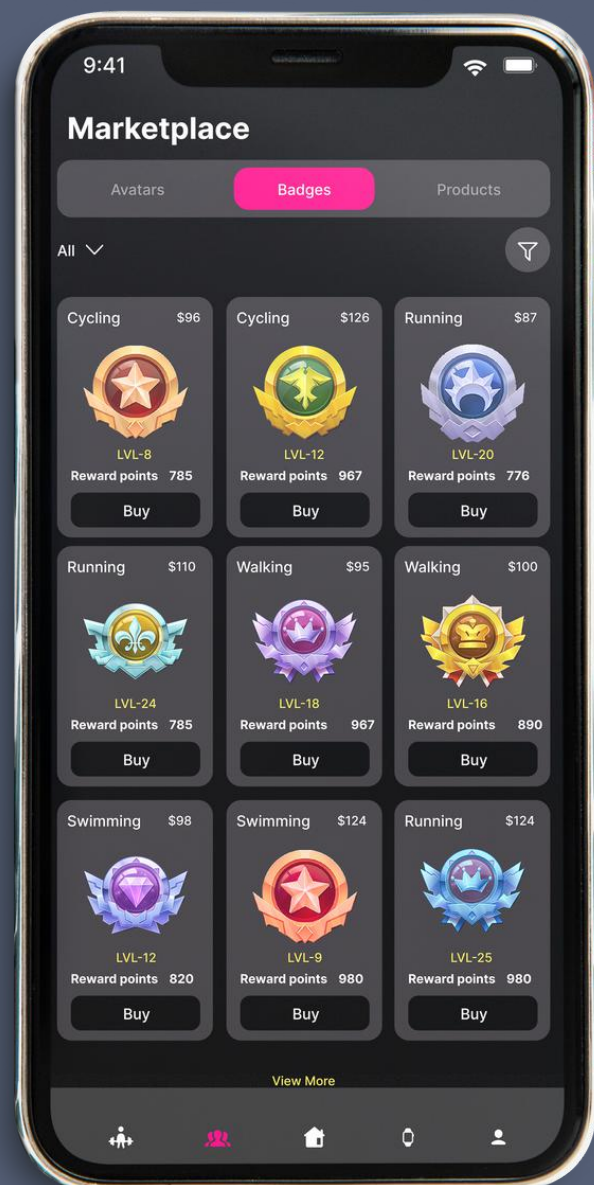 9:41
Marketplace
Avatars Badges Products
All
Cycling $96
LVL-8
Reward points 785
Buy
Cycling $126
LVL-12
Reward points 967
Buy
Running $87
LVL-20
Reward points 776
Buy
Running $110
LVL-24
Reward points 785
Buy
Walking $95
LVL-18
Reward points 967
Buy
Walking $100
LVL-16
Reward points 890
Buy
Swimming $98
LVL-12
Reward points 820
Buy
Swimming $124
LVL-9
Reward points 980
Buy
Running $124
LVL-25
Reward points 980
Buy
View More